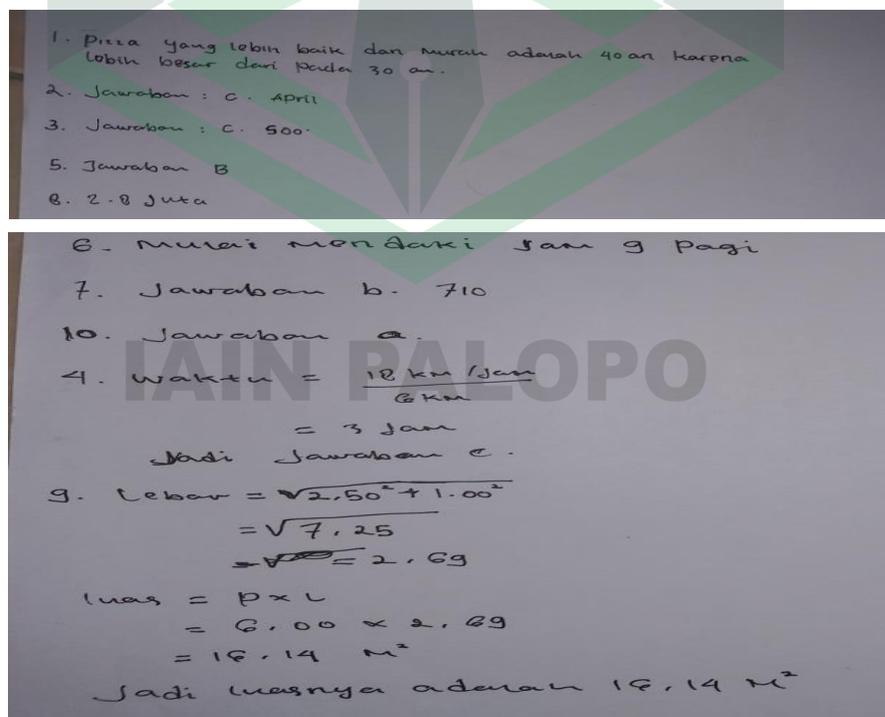 1. Pizza yang lebih baik dan murah adalah 40 an karena
lebih besar dari pada 30 an.
2. Jawaban : c. April
3. Jawaban : c. 500.
5. Jawaban B
8. 2.8 Juta
6. Mulai mendaki Jam 9 Pagi
7. Jawaban b. 710
10. Jawaban a.
4. Waktu = 18 KM / Jam
6 KM
= 3 Jam
Jadi Jawaban c.
9. Lebar = √2,50² + 1.00²
= √7,25
= 2,69
luas = P x L
= 6,00 x 2,69
= 16,14 M²
Jadi luasnya adalah 16,14 M²
IAIN PALOPO